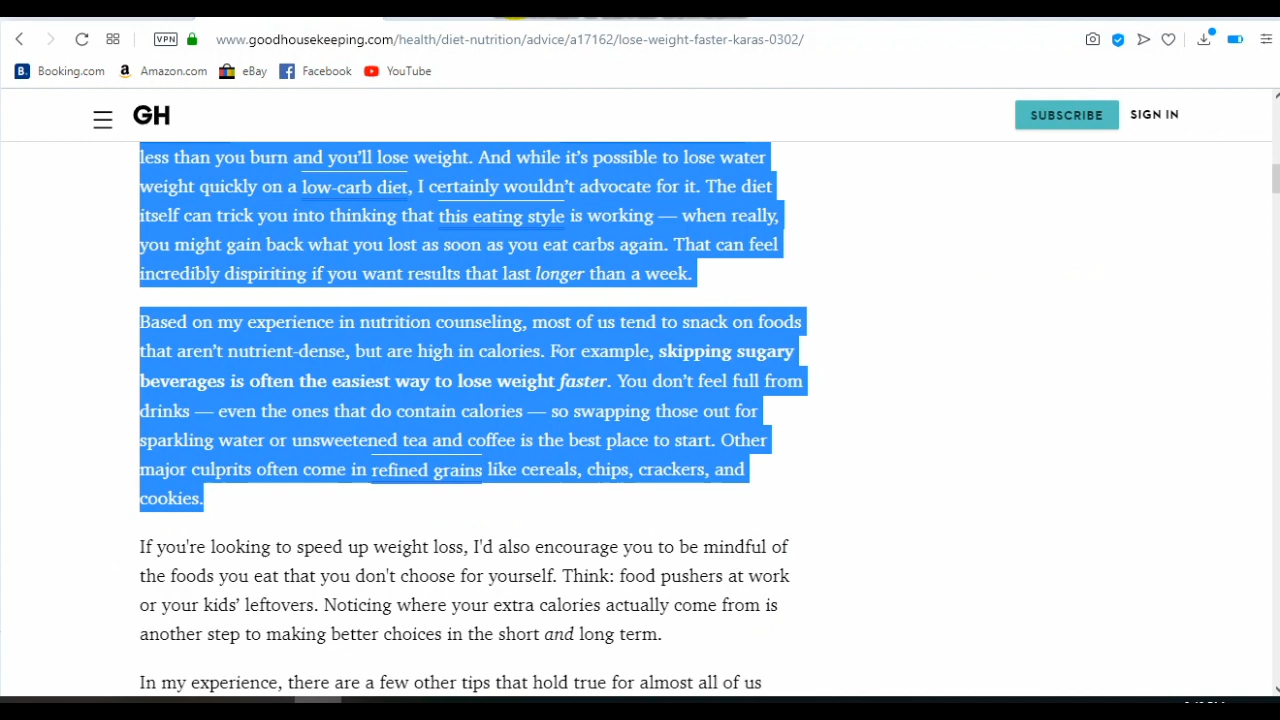 VPN
www.goodhousekeeping.com/health/diet-nutrition/advice/a17162/lose-weight-faster-karas-0302/
B. Booking.com a Amazon.com eBay Facebook YouTube
GH
SUBSCRIBE SIGN IN
less than you burn and you’ll lose weight. And while it’s possible to lose water
weight quickly on a low-carb diet, I certainly wouldn’t advocate for it. The diet
itself can trick you into thinking that this eating style is working — when really,
you might gain back what you lost as soon as you eat carbs again. That can feel
incredibly dispiriting if you want results that last longer than a week.
Based on my experience in nutrition counseling, most of us tend to snack on foods
that aren’t nutrient-dense, but are high in calories. For example, skipping sugary
beverages is often the easiest way to lose weight faster. You don’t feel full from
drinks — even the ones that do contain calories — so swapping those out for
sparkling water or unsweetened tea and coffee is the best place to start. Other
major culprits often come in refined grains like cereals, chips, crackers, and
cookies.
If you're looking to speed up weight loss, I'd also encourage you to be mindful of
the foods you eat that you don't choose for yourself. Think: food pushers at work
or your kids’ leftovers. Noticing where your extra calories actually come from is
another step to making better choices in the short and long term.
In my experience, there are a few other tips that hold true for almost all of us